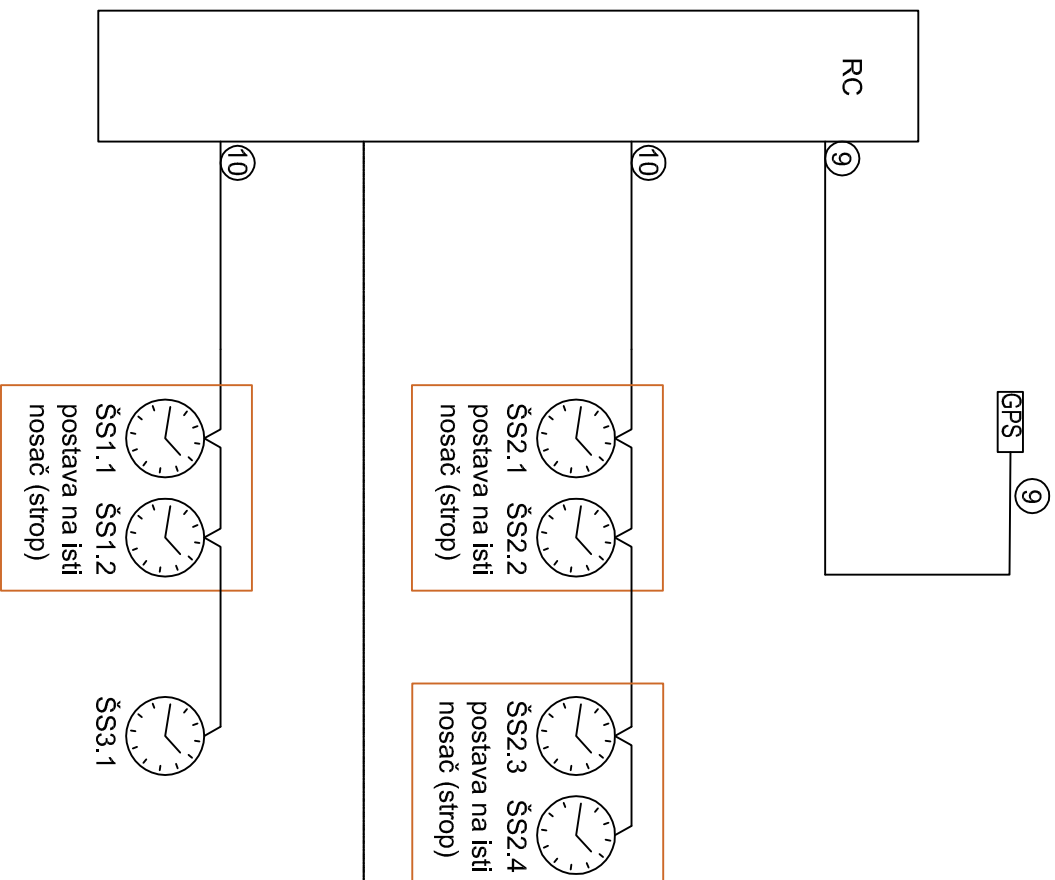 GPS
9
RC
9
10
ŠS2.1 ŠS2.2
postava na isti
nosač (strop)
ŠS2.3 ŠS2.4
postava na isti
nosač (strop)
10
ŠS1.1 ŠS1.2
postava na isti
nosač (strop)
ŠS3.1